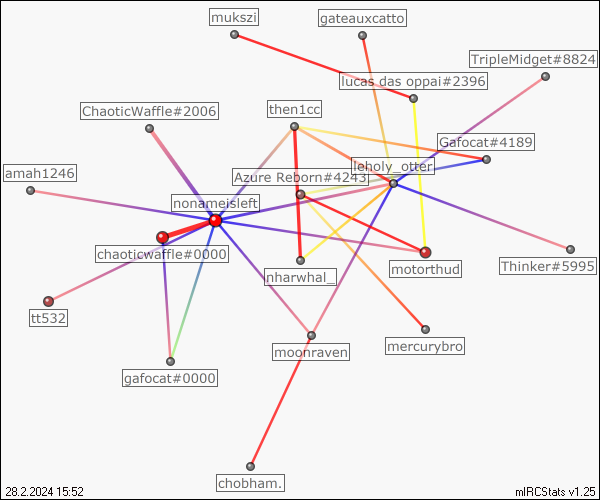 mukszi
gateauxcatto
TripleMidget#8824
lucas das oppai#2396
ChaoticWaffle#2006
then1cc
Gafocat#4189
leholy_otter
amah1246
Azure Reborn#4243
nonameisleft
chaoticwaffle#0000
nharwhal_
motorthud
Thinker#5995
tt532
moonraven
mercurybro
gafocat#0000
chobham.
28.2.2024 15:52
mIRCStats v1.25